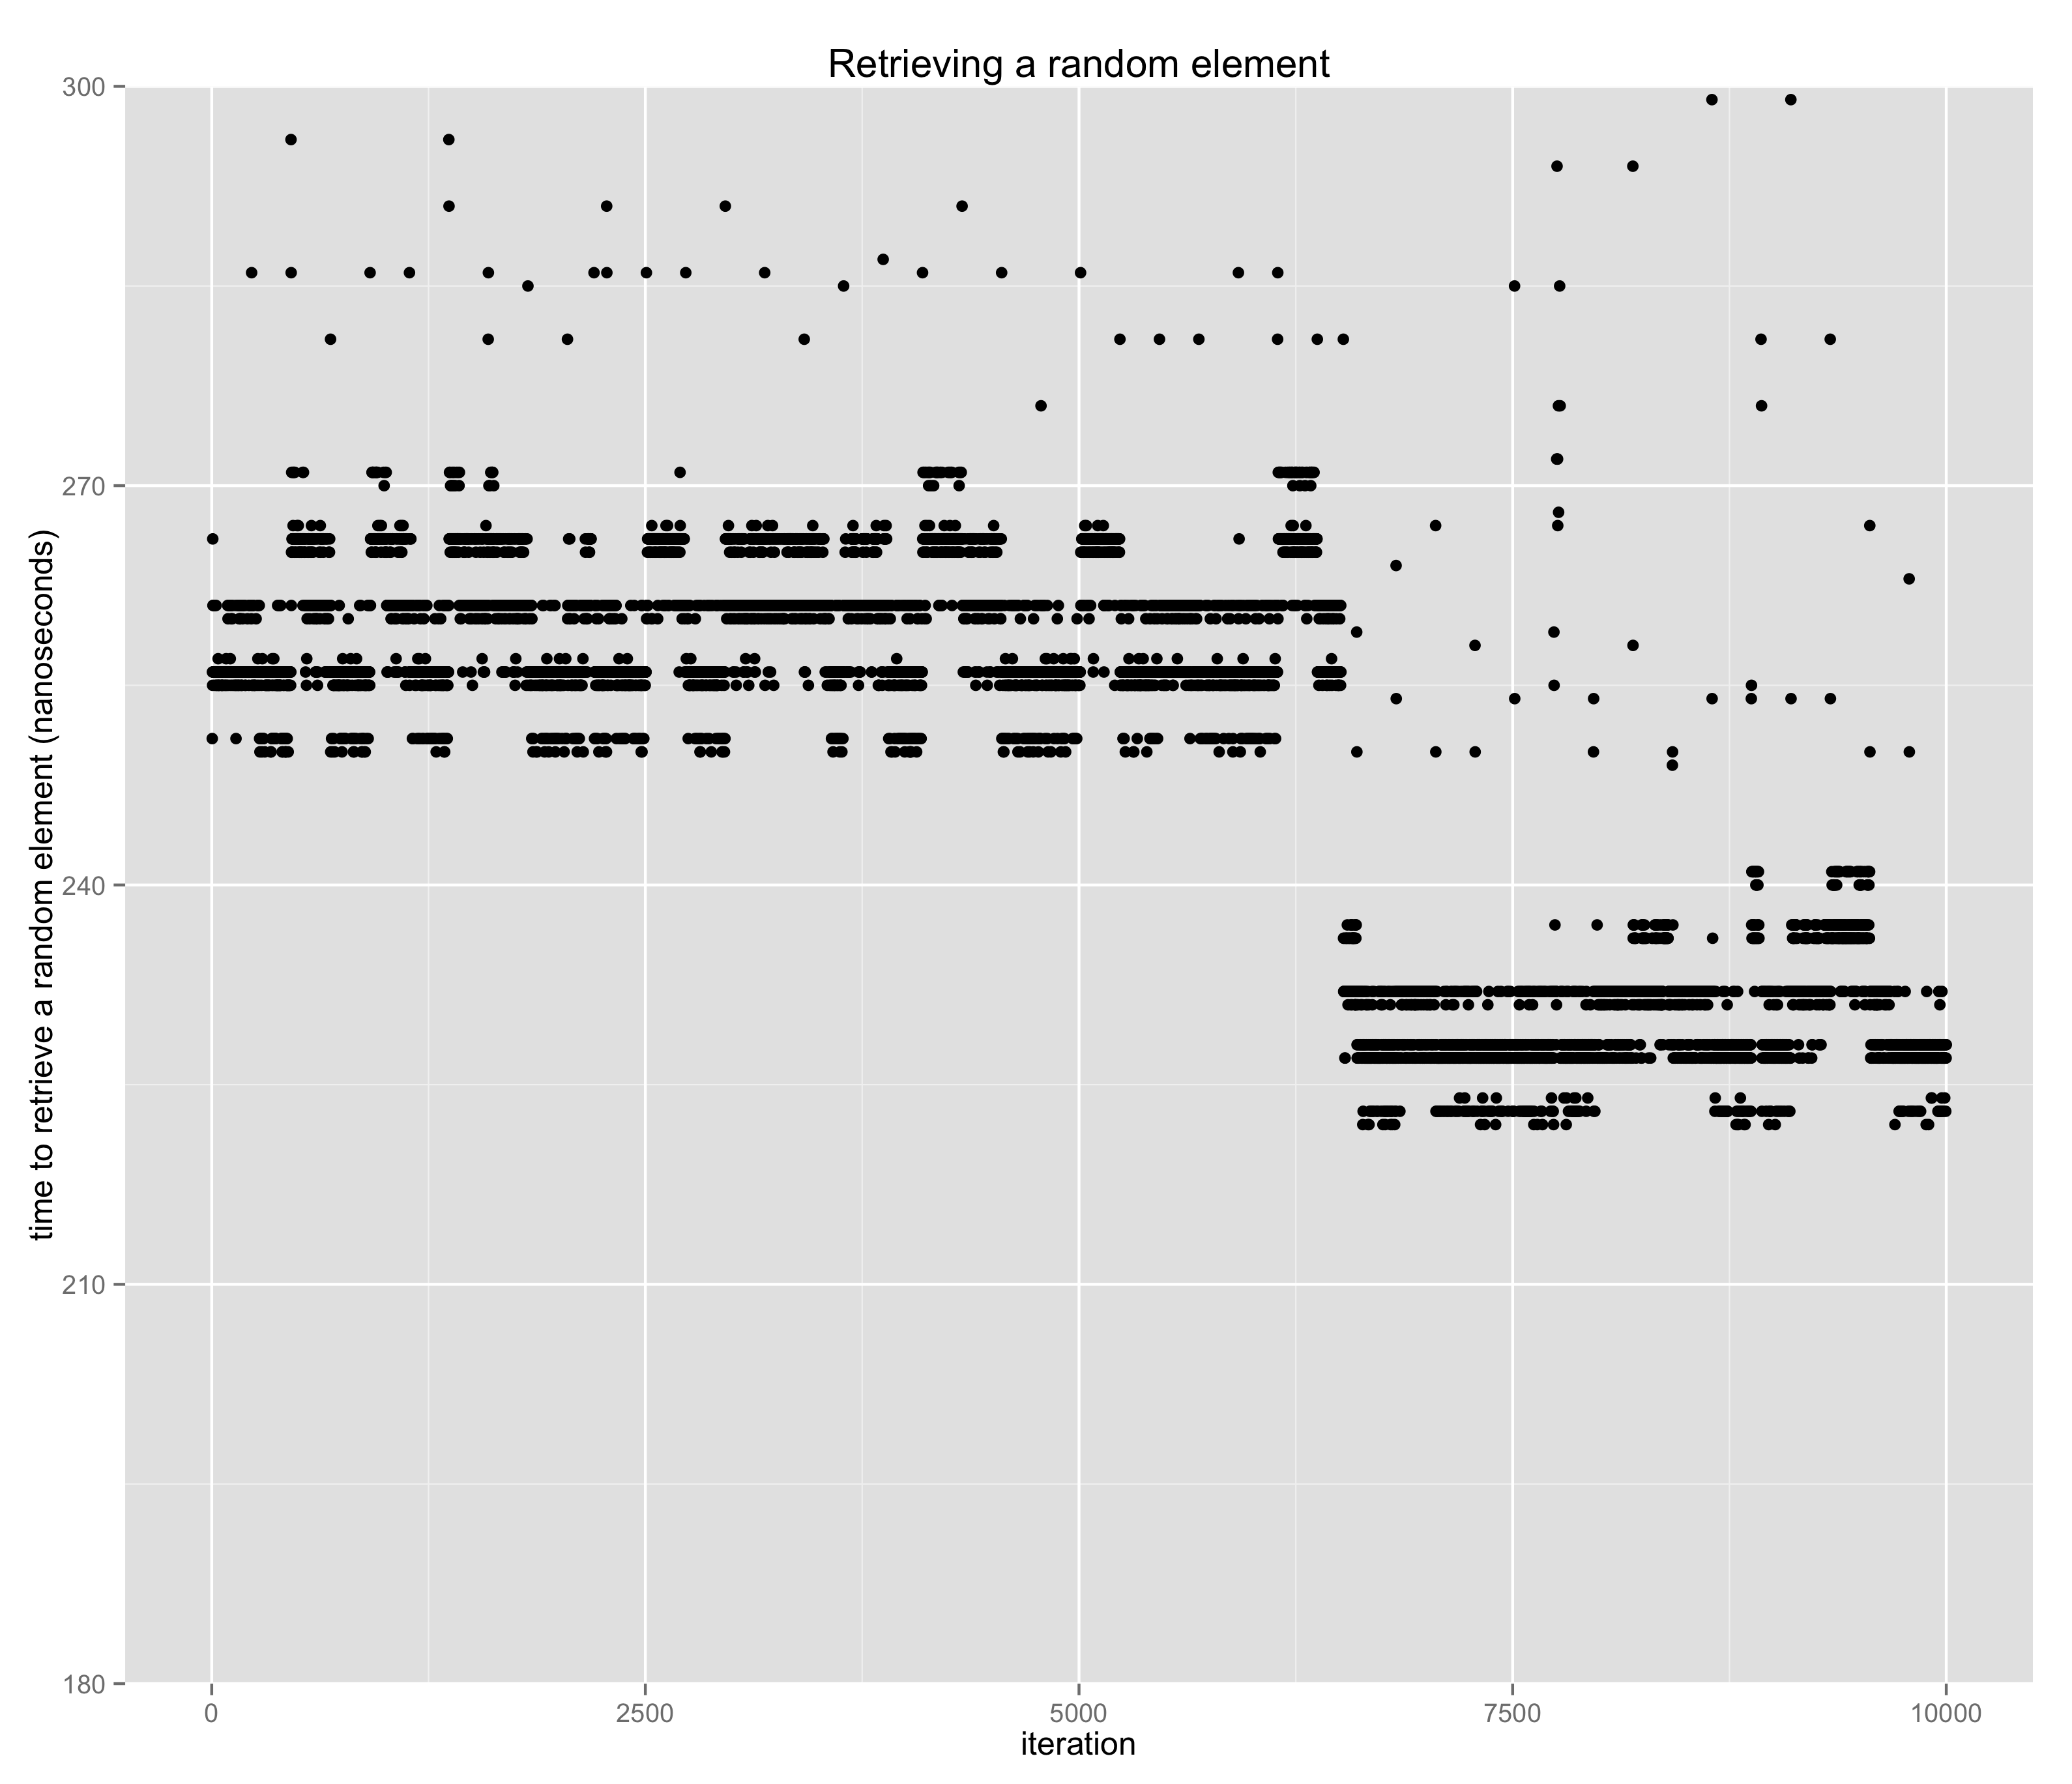 Retrieving a random element
time to retrieve a random element (nanoseconds)
300
270
240
210
180
0 2500 5000 7500 10000
iteration